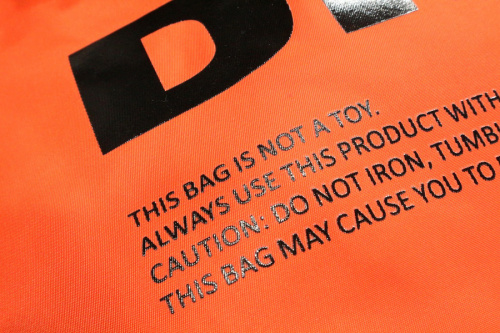 D
THIS BAG IS NOT A TOY.
ALWAYS USE THIS PRODUCT WITH
CAUTION: DO NOT IRON, TUMB
THIS BAG MAY CAUSE YOU TO